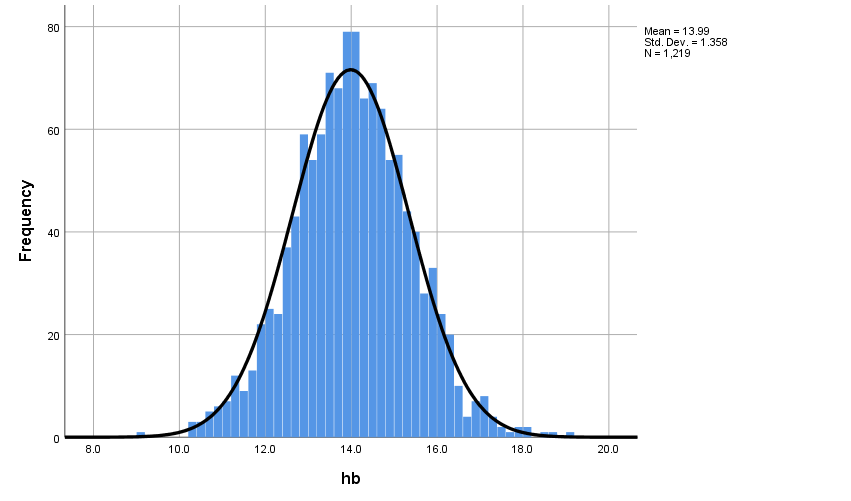 Mean = 13.99
Std. Dev. = 1.358
N = 1,219
80
60
40
20
0
Frequency
8.0 10.0 12.0 14.0 16.0 18.0 20.0
hb